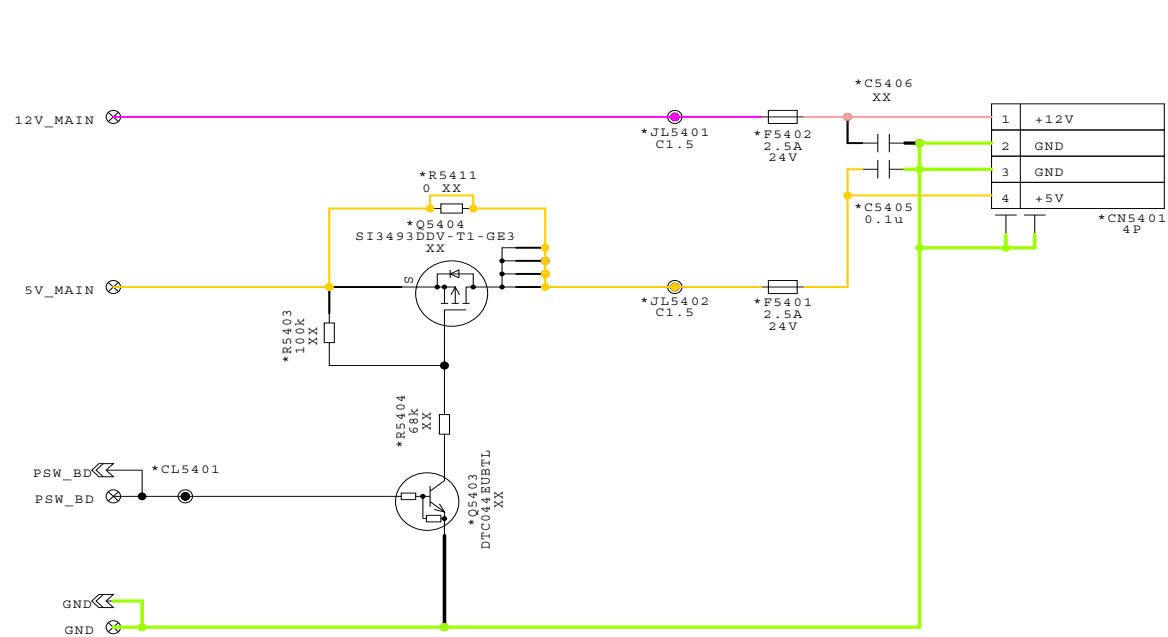 *C5406
XX
12V_MAIN
*JL5401
C1.5
*F5402
2.5A
24V
1 +12V
2 GND
3 GND
4 +5V
*C5405
0.1u
*CN5401
4P
*R5411
0 XX
*Q5404
SI3493DDV-T1-GE3
XX
S
5V_MAIN
*JL5402
C1.5
*F5401
2.5A
24V
*R5403
100k
XX
*R5404
68k
XX
PSW_BD
*CL5401
PSW_BD
*Q5403
DTC044EUBTL
XX
GND
GND